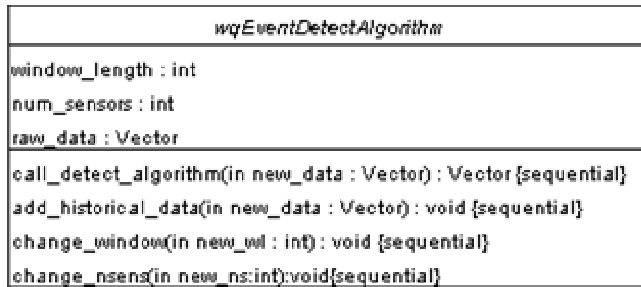 wqEventDetectAlgorithm
window_length : int
num_sensors : int
raw_data : Vector
call_detect_algorithm(in new_data : Vector) : Vector {sequential}
add_historical_data(in new_data : Vector) : void {sequential}
change_window(in new_wl : int) : void {sequential}
change_nsens(in new_ns:int):void{sequential}